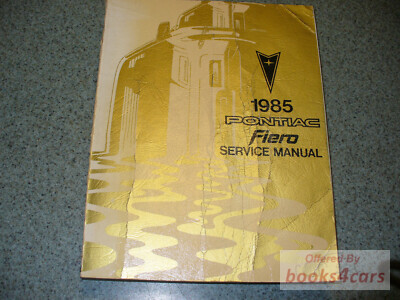 1985
PONTIAC
Fiero
SERVICE MANUAL
Offered By
books4cars